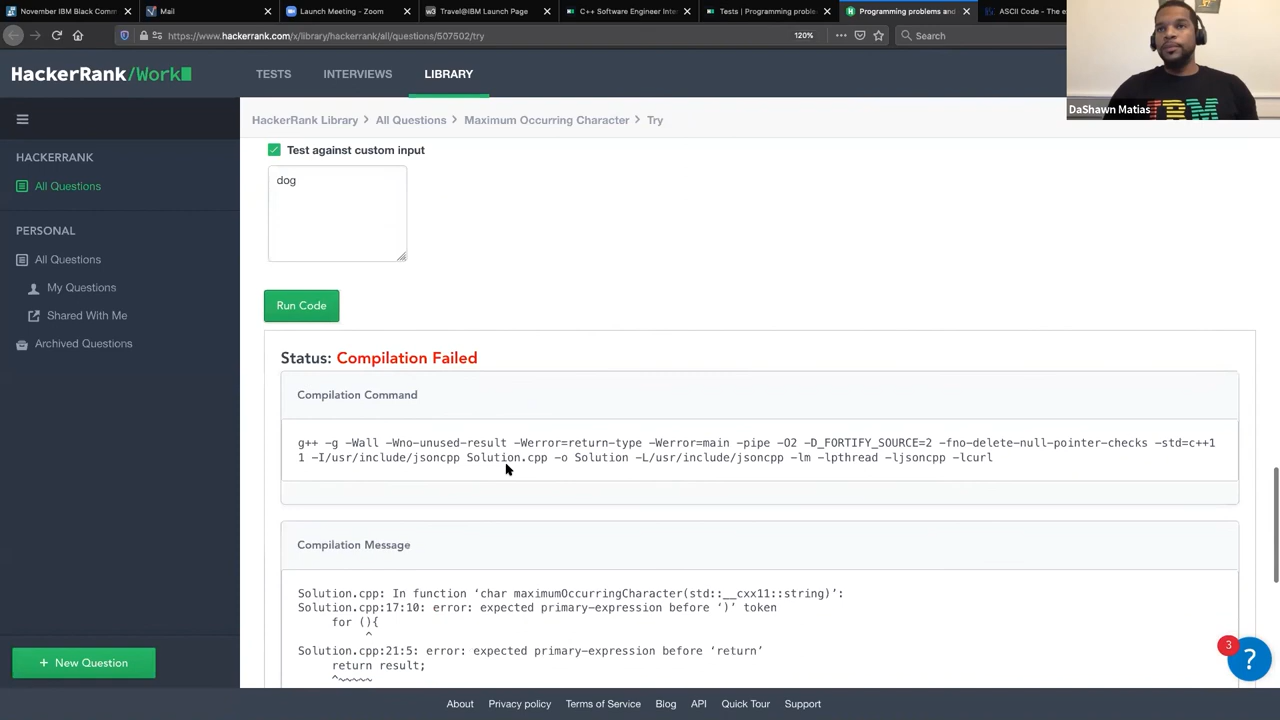 November IBM Black Comm
Mail
Launch Meeting - Zoom
w3
Travel@IBM Launch Page
C++ Software Engineer Inte
Tests | Programming proble
Programming problems and
ASCII Code - The e
https://www.hackerrank.com/x/library/hackerrank/all/questions/507502/try
120%
Search
HackerRank/Work
TESTS
INTERVIEWS
LIBRARY
IBM
DaShawn Matias
HackerRank Library > All Questions > Maximum Occurring Character > Try
HACKERRANK
All Questions
PERSONAL
All Questions
My Questions
Shared With Me
Archived Questions
+ New Question
Test against custom input
dog
Run Code
Status: Compilation Failed
Compilation Command
g++ -g -Wall -Wno-unused-result -Werror=return-type -Werror=main -pipe -O2 -D_FORTIFY_SOURCE=2 -fno-delete-null-pointer-checks -std=c++1
1 -I/usr/include/jsoncpp Solution.cpp -o Solution -L/usr/include/jsoncpp -lm -lpthread -ljsoncpp -lcurl
Compilation Message
Solution.cpp: In function ‘char maximumOccurringCharacter(std::__cxx11::string)’:
Solution.cpp:17:10: error: expected primary-expression before ‘)’ token
for (){
^
Solution.cpp:21:5: error: expected primary-expression before ‘return’
return result;
^~~~~~
3
?
About
Privacy policy
Terms of Service
Blog
API
Quick Tour
Support